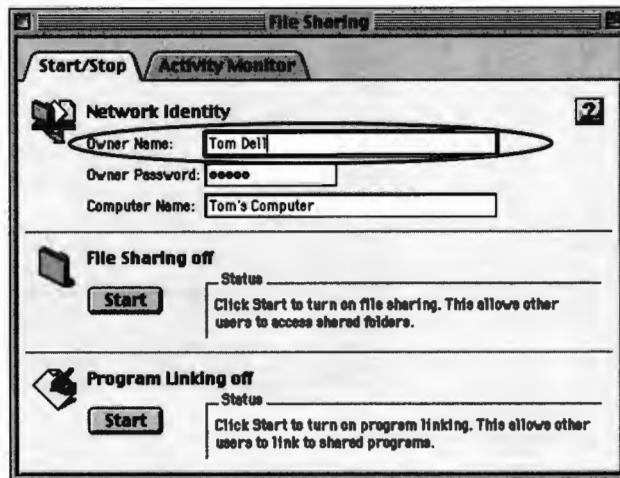 File Sharing
Start/Stop
Activity Monitor
Network Identity
?
Owner Name: Tom Dell
Owner Password: •••••
Computer Name: Tom's Computer
File Sharing off
Start
Status
Click Start to turn on file sharing. This allows other
users to access shared folders.
Program Linking off
Start
Status
Click Start to turn on program linking. This allows other
users to link to shared programs.